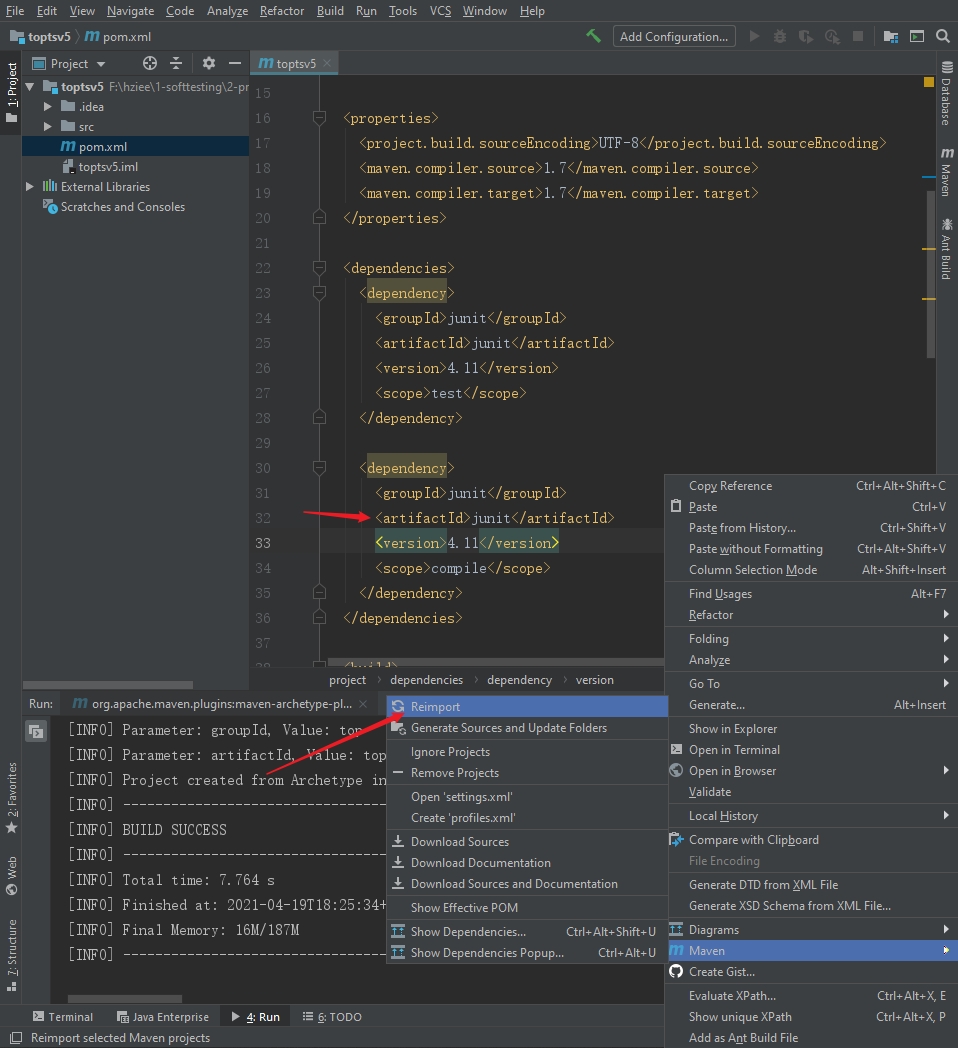 File Edit View Navigate Code Analyze Refactor Build Run Tools VCS Window Help
toptsv5 pom.xml Add Configuration...
1: Project
Project
toptsv5 F:\hziee\1-softtesting\2-pr
.idea
src
pom.xml
toptsv5.iml
External Libraries
Scratches and Consoles
toptsv5
15
16 <properties>
17 <project.build.sourceEncoding>UTF-8</project.build.sourceEncoding>
18 <maven.compiler.source>1.7</maven.compiler.source>
19 <maven.compiler.target>1.7</maven.compiler.target>
20 </properties>
21
22 <dependencies>
23 <dependency>
24 <groupId>junit</groupId>
25 <artifactId>junit</artifactId>
26 <version>4.11</version>
27 <scope>test</scope>
28 </dependency>
29
30 <dependency>
31 <groupId>junit</groupId>
32 <artifactId>junit</artifactId>
33 <version>4.11</version>
34 <scope>compile</scope>
35 </dependency>
36 </dependencies>
37
38 <build>
project dependencies dependency version
Database
Maven
Ant Build
Run: org.apache.maven.plugins:maven-archetype-pl...
[INFO] Parameter: groupId, Value: top
[INFO] Parameter: artifactId, Value: top
[INFO] Project created from Archetype in
[INFO] ------------------------------------
[INFO] BUILD SUCCESS
[INFO] ------------------------------------
[INFO] Total time: 7.764 s
[INFO] Finished at: 2021-04-19T18:25:34+
[INFO] Final Memory: 16M/187M
[INFO] ------------------------------------
2: Favorites
Web
7: Structure
Reimport
Generate Sources and Update Folders
Ignore Projects
Remove Projects
Open 'settings.xml'
Create 'profiles.xml'
Download Sources
Download Documentation
Download Sources and Documentation
Show Effective POM
Show Dependencies... Ctrl+Alt+Shift+U
Show Dependencies Popup... Ctrl+Alt+U
Copy Reference Ctrl+Alt+Shift+C
Paste Ctrl+V
Paste from History... Ctrl+Shift+V
Paste without Formatting Ctrl+Alt+Shift+V
Column Selection Mode Alt+Shift+Insert
Find Usages Alt+F7
Refactor
Folding
Analyze
Go To
Generate... Alt+Insert
Show in Explorer
Open in Terminal
Open in Browser
Validate
Local History
Compare with Clipboard
File Encoding
Generate DTD from XML File
Generate XSD Schema from XML File...
Diagrams
Maven
Create Gist...
Evaluate XPath... Ctrl+Alt+X, E
Show unique XPath Ctrl+Alt+X, P
Add as Ant Build File
Terminal Java Enterprise 4: Run 6: TODO
Reimport selected Maven projects